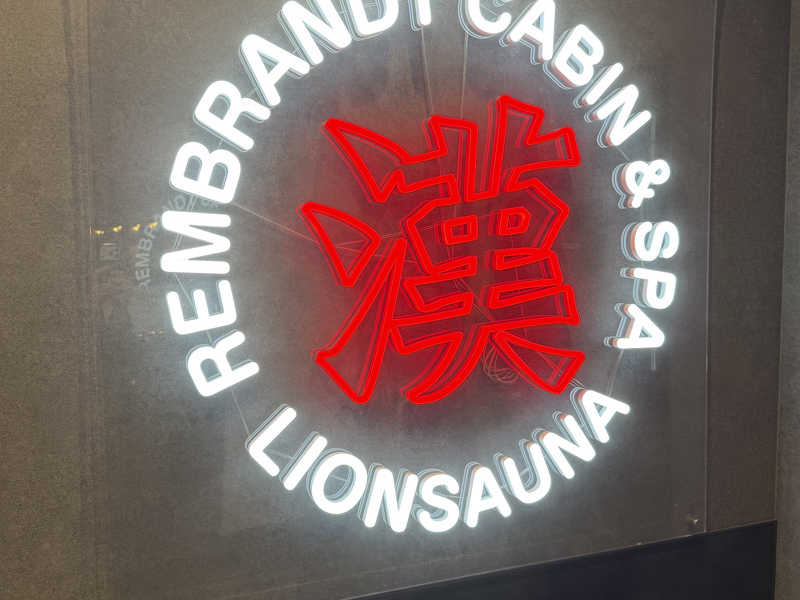 REMBRANDT CABIN & SPA
漢
LIONSAUNA